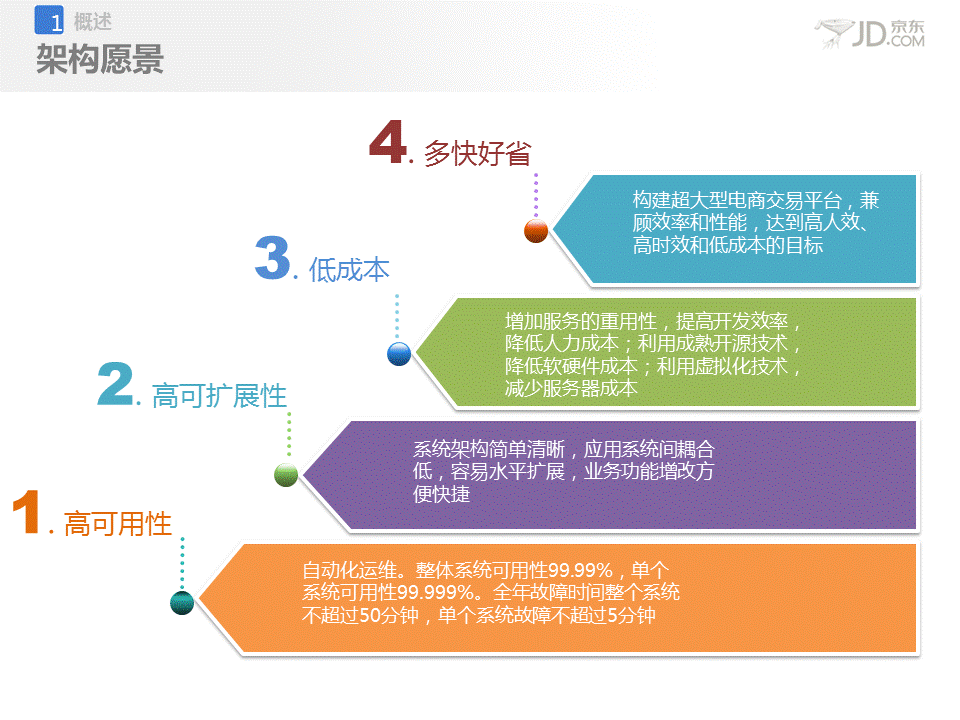 1 概述
架构愿景
JD 京东
.COM
4. 多快好省
构建超大型电商交易平台，兼
顾效率和性能，达到高人效、
高时效和低成本的目标
3. 低成本
增加服务的重用性，提高开发效率，
降低人力成本；利用成熟开源技术，
降低软硬件成本；利用虚拟化技术，
减少服务器成本
2. 高可扩展性
系统架构简单清晰，应用系统间耦合
低，容易水平扩展，业务功能增改方
便快捷
1. 高可用性
自动化运维。整体系统可用性99.99%，单个
系统可用性99.999%。全年故障时间整个系统
不超过50分钟，单个系统故障不超过5分钟